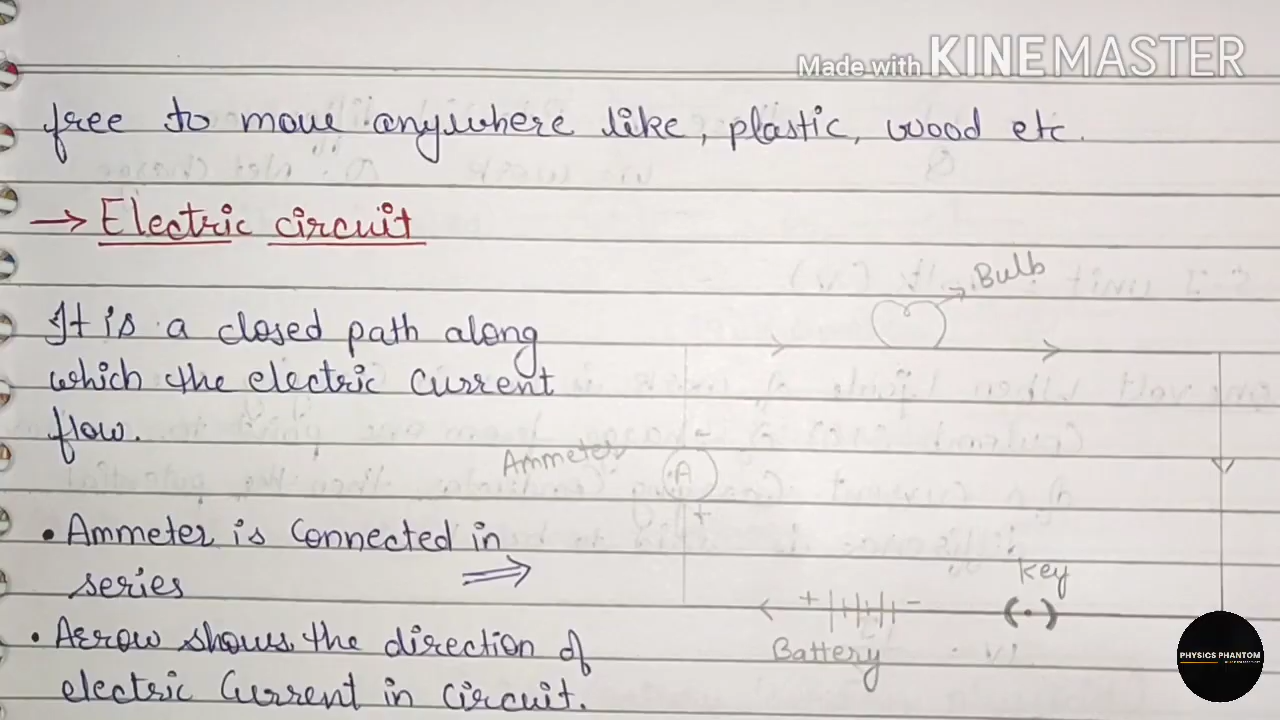 Made with KINEMASTER
free to move anywhere like, plastic, wood etc.
→ Electric circuit
Bulb
It is a closed path along
which the electric current
flow.
Ammeter
-
A
+
• Ammeter is connected in
series
Key
+ -
(•)
Battery
• Arrow shows the direction of
electric current in circuit.
PHYSICS PHANTOM